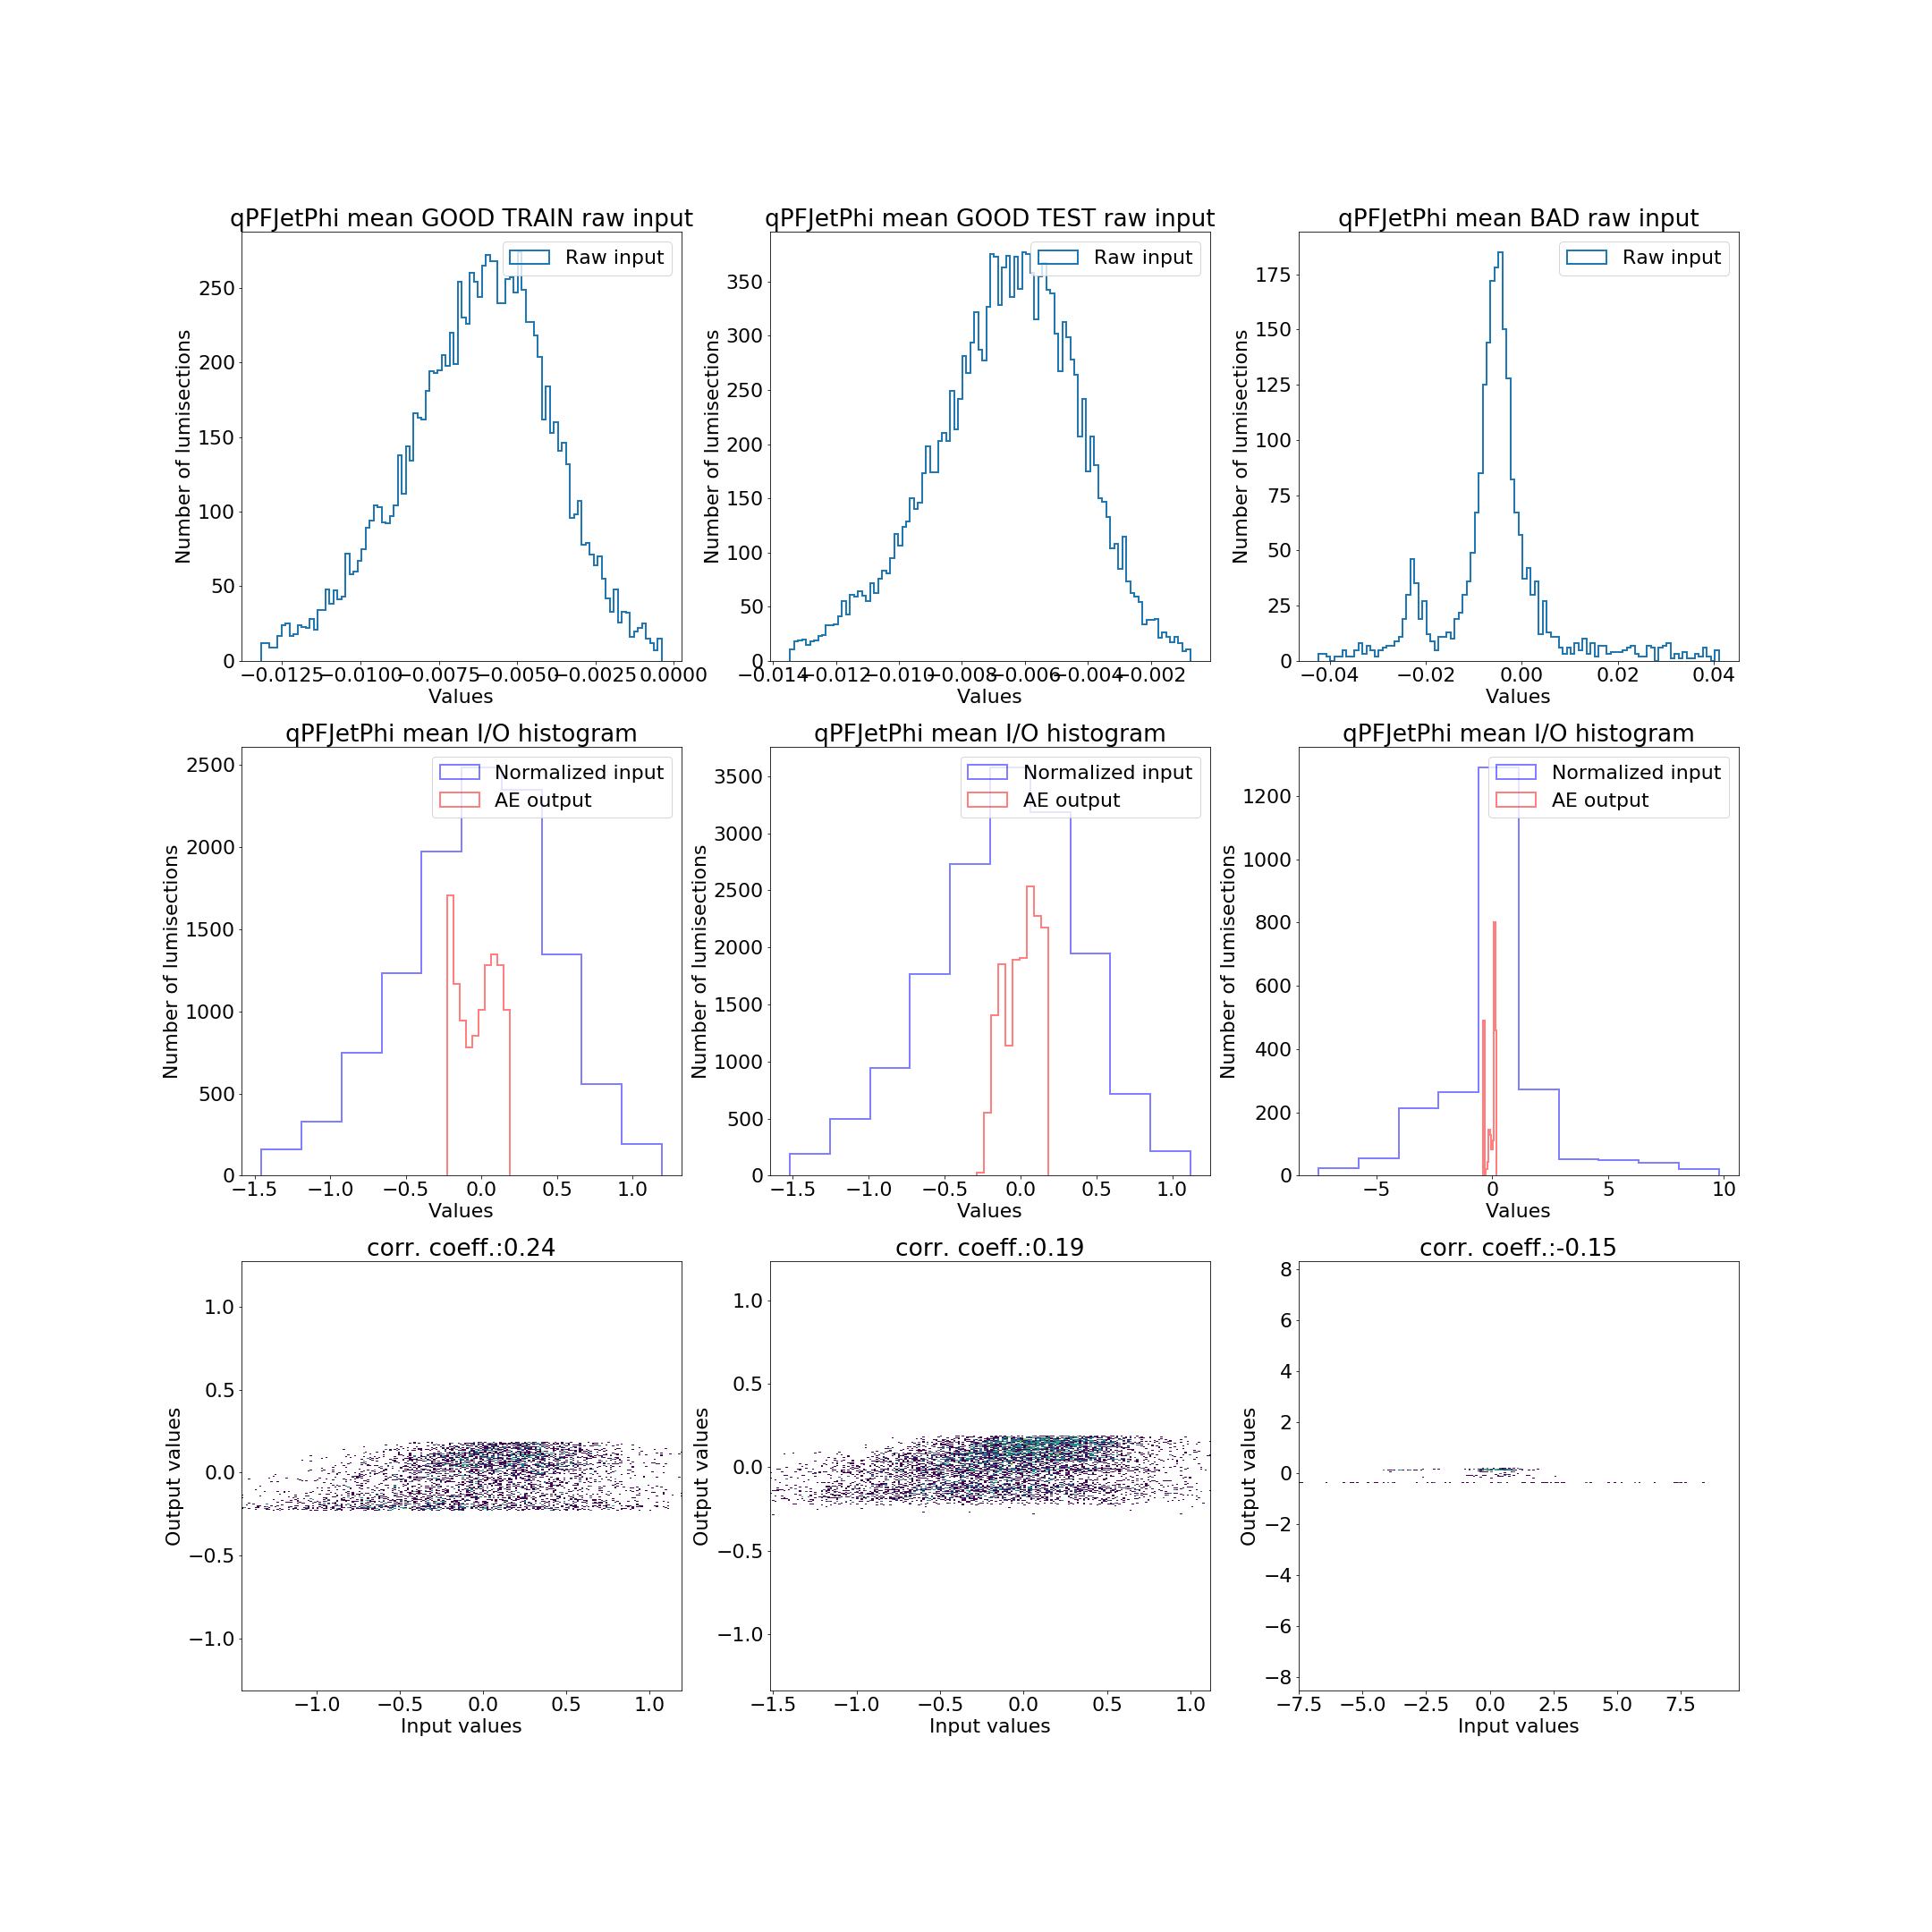 qPFJetPhi mean GOOD TRAIN raw input
Raw input
Number of lumisections
0
50
100
150
200
250
−0.0125 −0.0100 −0.0075 −0.0050 −0.0025 0.0000
Values
qPFJetPhi mean GOOD TEST raw input
Raw input
Number of lumisections
0
50
100
150
200
250
300
350
−0.014 −0.012 −0.010 −0.008 −0.006 −0.004 −0.002
Values
qPFJetPhi mean BAD raw input
Raw input
Number of lumisections
0
25
50
75
100
125
150
175
−0.04 −0.02 0.00 0.02 0.04
Values
qPFJetPhi mean I/O histogram
Normalized input
AE output
Number of lumisections
0
500
1000
1500
2000
2500
−1.5 −1.0 −0.5 0.0 0.5 1.0
Values
qPFJetPhi mean I/O histogram
Normalized input
AE output
Number of lumisections
0
500
1000
1500
2000
2500
3000
3500
−1.5 −1.0 −0.5 0.0 0.5 1.0
Values
qPFJetPhi mean I/O histogram
Normalized input
AE output
Number of lumisections
0
200
400
600
800
1000
1200
−5 0 5 10
Values
corr. coeff.:0.24
Output values
1.0
0.5
0.0
−0.5
−1.0
−1.0 −0.5 0.0 0.5 1.0
Input values
corr. coeff.:0.19
Output values
1.0
0.5
0.0
−0.5
−1.0
−1.5 −1.0 −0.5 0.0 0.5 1.0
Input values
corr. coeff.:-0.15
Output values
8
6
4
2
0
−2
−4
−6
−8
−7.5 −5.0 −2.5 0.0 2.5 5.0 7.5
Input values